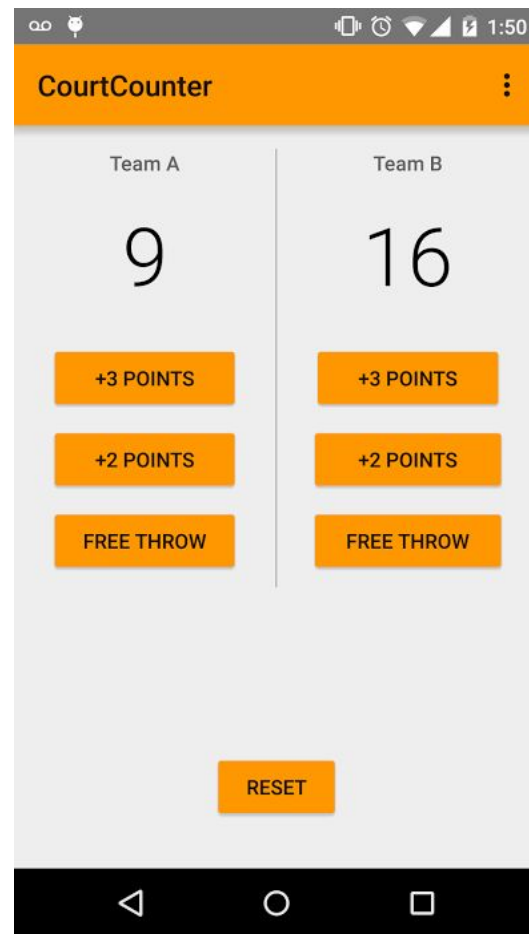 1:50
CourtCounter
Team A
Team B
9
16
+3 POINTS
+3 POINTS
+2 POINTS
+2 POINTS
FREE THROW
FREE THROW
RESET